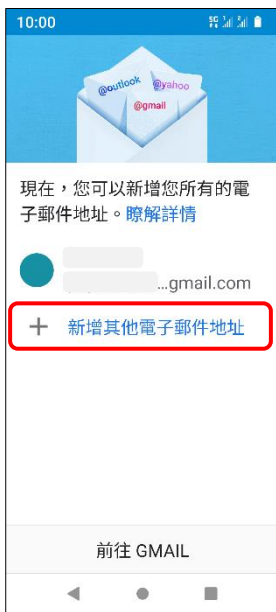 10:00
@outlook @yahoo
@gmail
現在，您可以新增您所有的電
子郵件地址。瞭解詳情
...gmail.com
新增其他電子郵件地址
前往 GMAIL